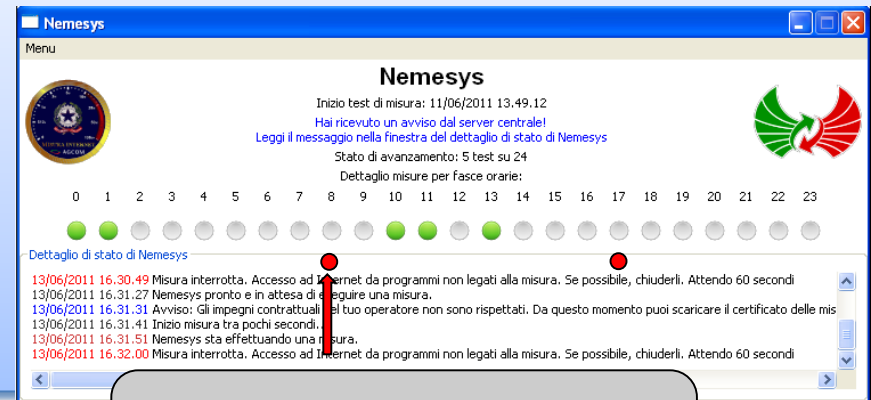 Nemesys
Menu
Nemesys
Inizio test di misura: 11/06/2011 13.49.12
Hai ricevuto un avviso dal server centrale!
Leggi il messaggio nella finestra del dettaglio di stato di Nemesys
Stato di avanzamento: 5 test su 24
Dettaglio misure per fasce orarie:
0 1 2 3 4 5 6 7 8 9 10 11 12 13 14 15 16 17 18 19 20 21 22 23
Dettaglio di stato di Nemesys
13/06/2011 16.30.49 Misura interrotta. Accesso ad Internet da programmi non legati alla misura. Se possibile, chiuderli. Attendo 60 secondi
13/06/2011 16.31.27 Nemesys pronto e in attesa di eseguire una misura.
13/06/2011 16.31.31 Avviso: Gli impegni contrattuali del tuo operatore non sono rispettati. Da questo momento puoi scaricare il certificato delle mis
13/06/2011 16.31.41 Inizio misura tra pochi secondi..
13/06/2011 16.31.51 Nemesys sta effettuando una misura.
13/06/2011 16.32.00 Misura interrotta. Accesso ad Internet da programmi non legati alla misura. Se possibile, chiuderli. Attendo 60 secondi
AGCOM